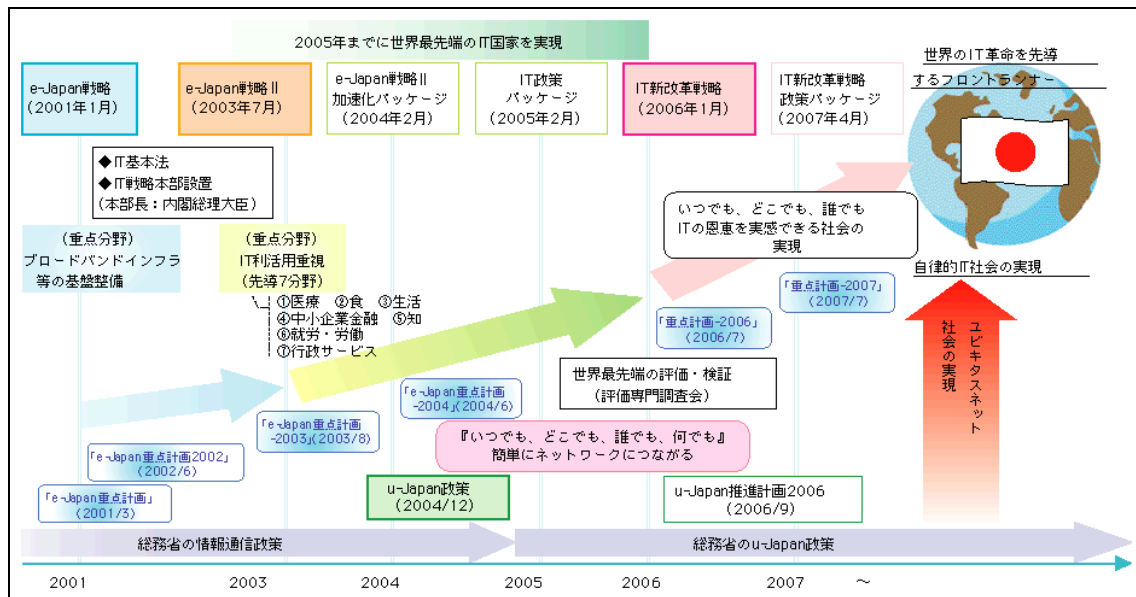 2005年までに世界最先端のIT国家を実現
世界のIT革命を先導
するフロントランナー
e-Japan戦略
(2001年1月)
e-Japan戦略Ⅱ
(2003年7月)
e-Japan戦略Ⅱ
加速化パッケージ
(2004年2月)
IT政策
パッケージ
(2005年2月)
IT新改革戦略
(2006年1月)
IT新改革戦略
政策パッケージ
(2007年4月)
◆IT基本法
◆IT戦略本部設置
(本部長：内閣総理大臣)
(重点分野)
ブロードバンドインフラ
等の基盤整備
(重点分野)
IT利活用重視
(先導7分野)
①医療 ②食 ③生活
④中小企業金融 ⑤知
⑥就労・労働
⑦行政サービス
いつでも、どこでも、誰でも
ITの恩恵を実感できる社会の
実現
自律的IT社会の実現
「重点計画-2007」
(2007/7)
「重点計画-2006」
(2006/7)
世界最先端の評価・検証
(評価専門調査会)
「e-Japan重点計画
-2004」(2004/6)
「e-Japan重点計画
-2003」(2003/8)
「e-Japan重点計画2002」
(2002/6)
「e-Japan重点計画」
(2001/3)
『いつでも、どこでも、誰でも、何でも』
簡単にネットワークにつながる
u-Japan政策
(2004/12)
u-Japan推進計画2006
(2006/9)
ユビキタスネット
社会の実現
総務省の情報通信政策
総務省のu-Japan政策
2001 2003 2004 2005 2006 2007 ～